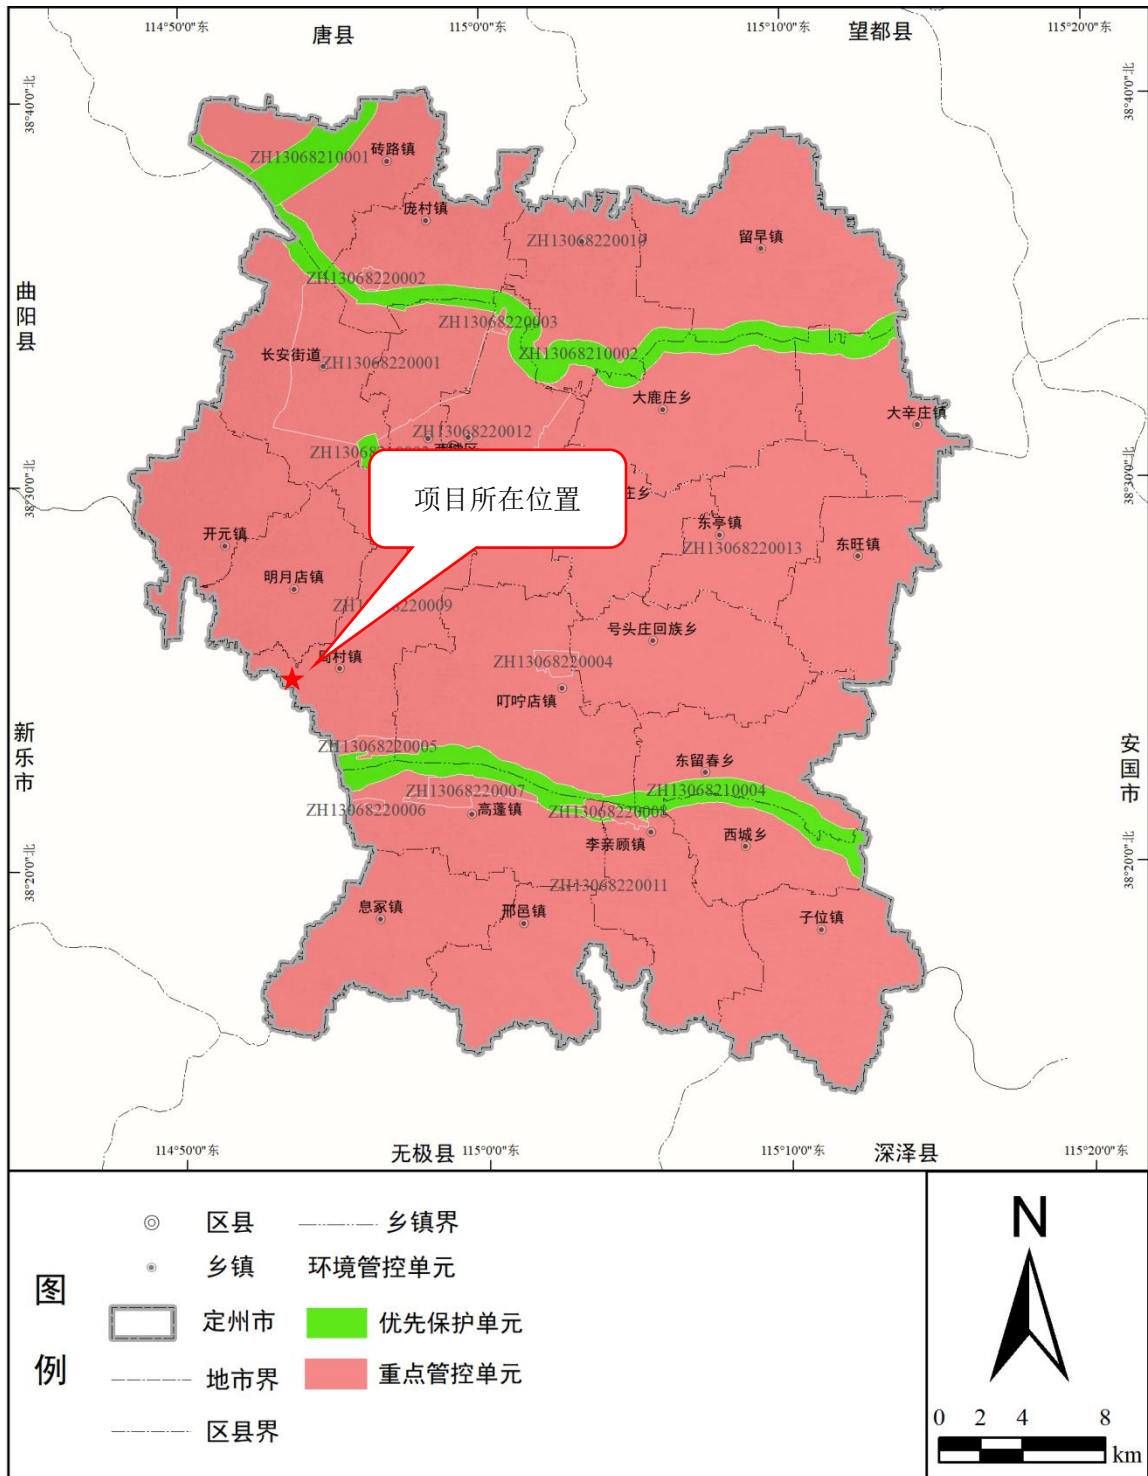 114°50'0"东
115°0'0"东
115°10'0"东
115°20'0"东
唐县
望都县
38°40'0"北
38°40'0"北
ZH13068210001
砖路镇
庞村镇
ZH13068220010
留早镇
ZH13068220002
曲阳县
ZH13068220003
长安街道
ZH13068220001
ZH13068210002
大鹿庄乡
大辛庄镇
ZH13068220012
38°30'0"北
38°30'0"北
项目所在位置
庄乡
东亭镇
ZH13068220013
东旺镇
开元镇
明月店镇
号头庄回族乡
周村镇
ZH13068220004
叮咛店镇
新乐市
安国市
ZH13068220005
东留春乡
ZH13068220007
ZH13068210004
ZH13068220006
高蓬镇
ZH13068220008
李亲顾镇
西城乡
38°20'0"北
38°20'0"北
ZH13068220011
息冢镇
邢邑镇
子位镇
114°50'0"东
无极县
115°0'0"东
115°10'0"东
深泽县
115°20'0"东
图例
区县
乡镇界
乡镇
环境管控单元
定州市
优先保护单元
地市界
重点管控单元
区县界
N
0 2 4 8
km